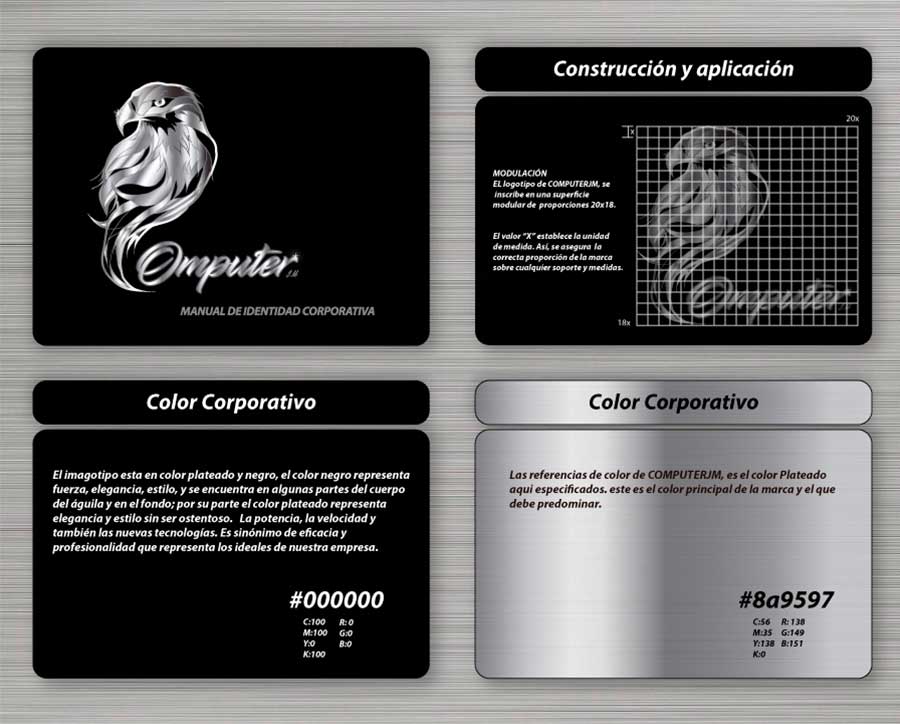 Omputer
J.M
MANUAL DE IDENTIDAD CORPORATIVA
Construcción y aplicación
20x
x
MODULACIÓN
EL logotipo de COMPUTERJM, se
inscribe en una superficie
modular de proporciones 20x18.
El valor "X" establece la unidad
de medida. Así, se asegura la
correcta proporción de la marca
sobre cualquier soporte y medidas.
Omputer
18x
Color Corporativo
El imagotipo esta en color plateado y negro, el color negro representa
fuerza, elegancia, estilo, y se encuentra en algunas partes del cuerpo
del águila y en el fondo; por su parte el color plateado representa
elegancia y estilo sin ser ostentoso. La potencia, la velocidad y
también las nuevas tecnologías. Es sinónimo de eficacia y
profesionalidad que representa los ideales de nuestra empresa.
#000000
C:100 R: 0
M:100 G:0
Y:0 B:0
K:100
Color Corporativo
Las referencias de color de COMPUTERJM, es el color Plateado
aqui especificados. este es el color principal de la marca y el que
debe predominar.
#8a9597
C:56 R: 138
M:35 G:149
Y:138 B:151
K:0